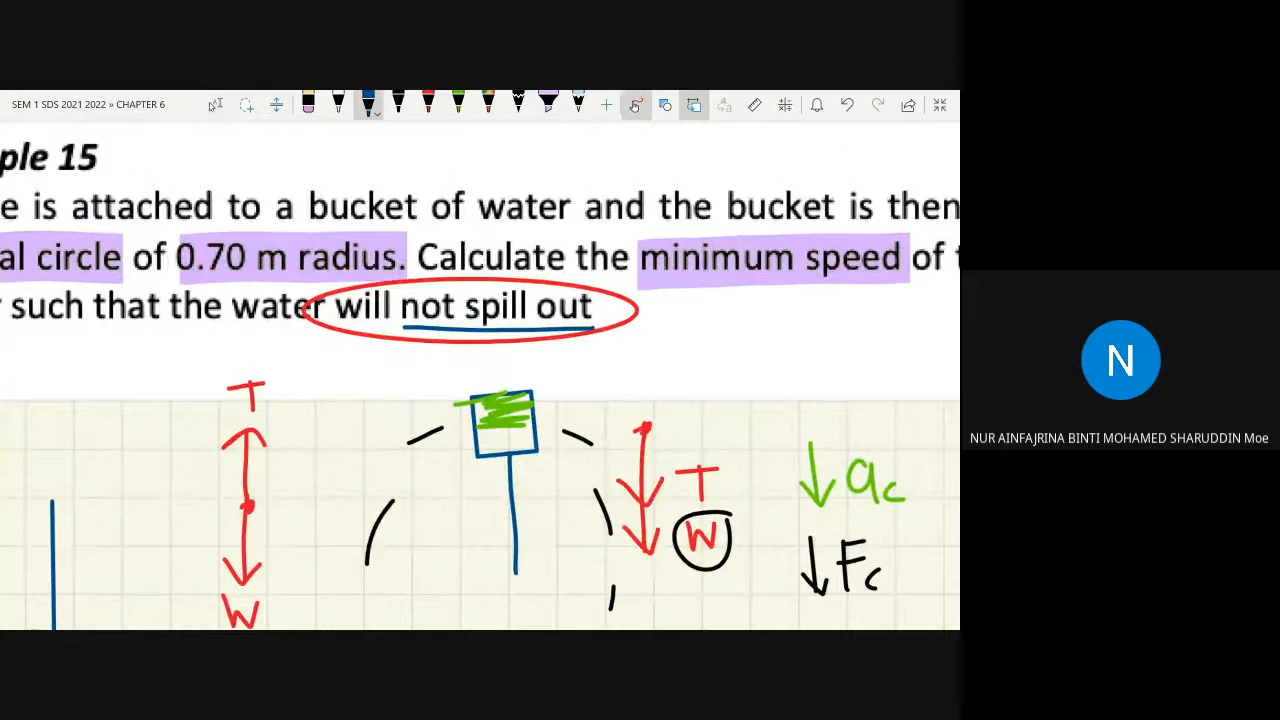 SEM 1 SDS 2021 2022 » CHAPTER 6
ple 15
e is attached to a bucket of water and the bucket is then
al circle of 0.70 m radius. Calculate the minimum speed of t
r such that the water will not spill out
T
T
ac
W
Fc
W
N
NUR AINFAJRINA BINTI MOHAMED SHARUDDIN Moe